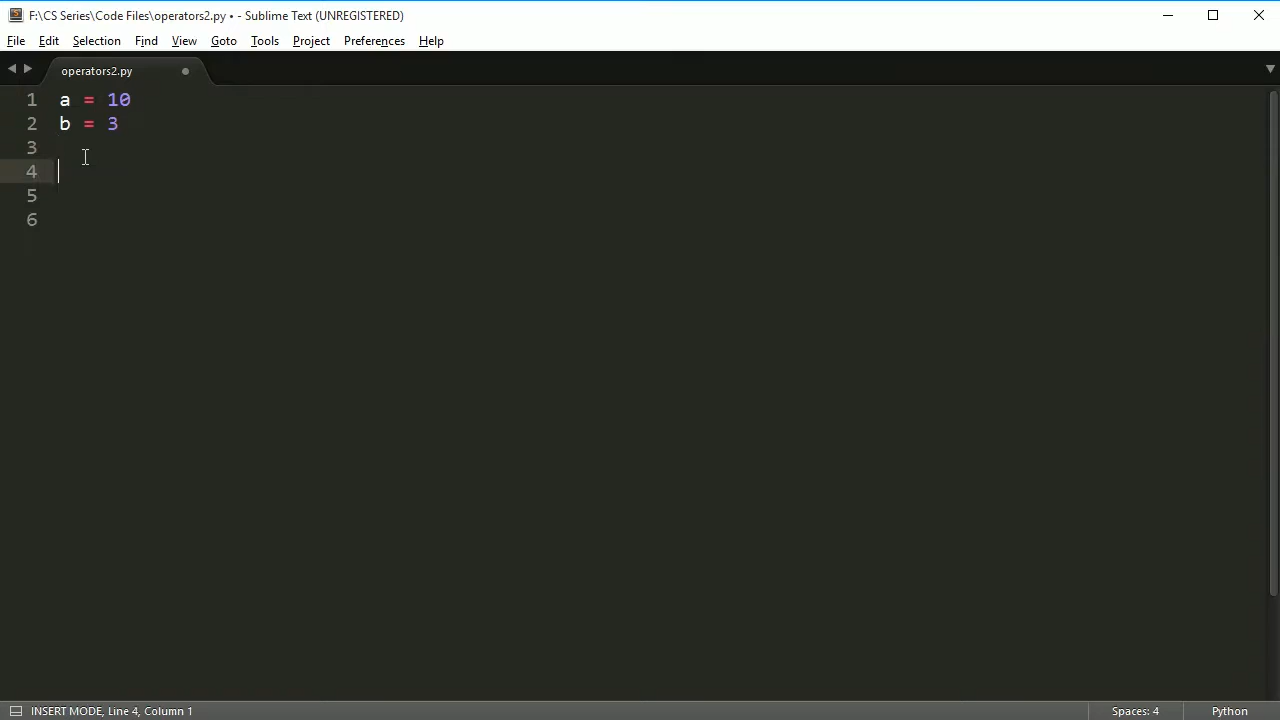 F:\CS Series\Code Files\operators2.py • - Sublime Text (UNREGISTERED)
File Edit Selection Find View Goto Tools Project Preferences Help
operators2.py
1 a = 10
2 b = 3
3
4
5
6
INSERT MODE, Line 4, Column 1 Spaces: 4 Python